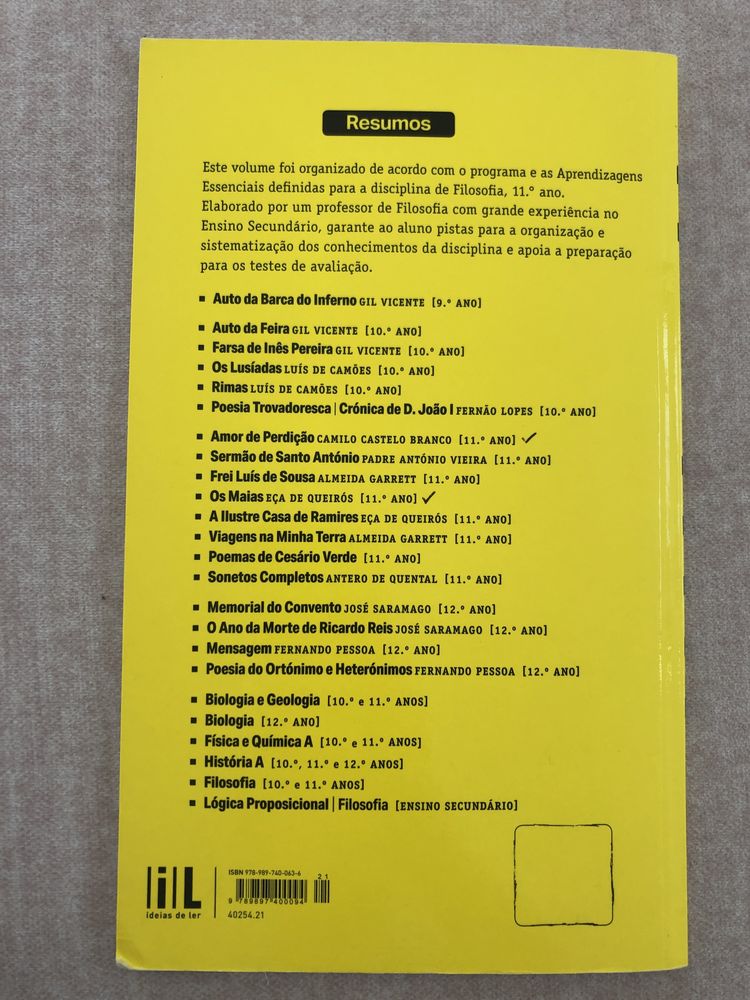 Resumos
Este volume foi organizado de acordo com o programa e as Aprendizagens
Essenciais definidas para a disciplina de Filosofia, 11.º ano.
Elaborado por um professor de Filosofia com grande experiência no
Ensino Secundário, garante ao aluno pistas para a organização e
sistematização dos conhecimentos da disciplina e apoia a preparação
para os testes de avaliação.
▪ Auto da Barca do Inferno GIL VICENTE [9.º ANO]
▪ Auto da Feira GIL VICENTE [10.º ANO]
▪ Farsa de Inês Pereira GIL VICENTE [10.º ANO]
▪ Os Lusíadas LUÍS DE CAMÕES [10.º ANO]
▪ Rimas LUÍS DE CAMÕES [10.º ANO]
▪ Poesia Trovadoresca | Crónica de D. João I FERNÃO LOPES [10.º ANO]
▪ Amor de Perdição CAMILO CASTELO BRANCO [11.º ANO] ✓
▪ Sermão de Santo António PADRE ANTÓNIO VIEIRA [11.º ANO]
▪ Frei Luís de Sousa ALMEIDA GARRETT [11.º ANO]
▪ Os Maias EÇA DE QUEIRÓS [11.º ANO] ✓
▪ A Ilustre Casa de Ramires EÇA DE QUEIRÓS [11.º ANO]
▪ Viagens na Minha Terra ALMEIDA GARRETT [11.º ANO]
▪ Poemas de Cesário Verde [11.º ANO]
▪ Sonetos Completos ANTERO DE QUENTAL [11.º ANO]
▪ Memorial do Convento JOSÉ SARAMAGO [12.º ANO]
▪ O Ano da Morte de Ricardo Reis JOSÉ SARAMAGO [12.º ANO]
▪ Mensagem FERNANDO PESSOA [12.º ANO]
▪ Poesia do Ortónimo e Heterónimos FERNANDO PESSOA [12.º ANO]
▪ Biologia e Geologia [10.º e 11.º ANOS]
▪ Biologia [12.º ANO]
▪ Física e Química A [10.º e 11.º ANOS]
▪ História A [10.º, 11.º e 12.º ANOS]
▪ Filosofia [10.º e 11.º ANOS]
▪ Lógica Proposicional | Filosofia [ENSINO SECUNDÁRIO]
|i|L
ideias de ler
ISBN 978-989-740-063-6
21
9 789897 400094
40254.21